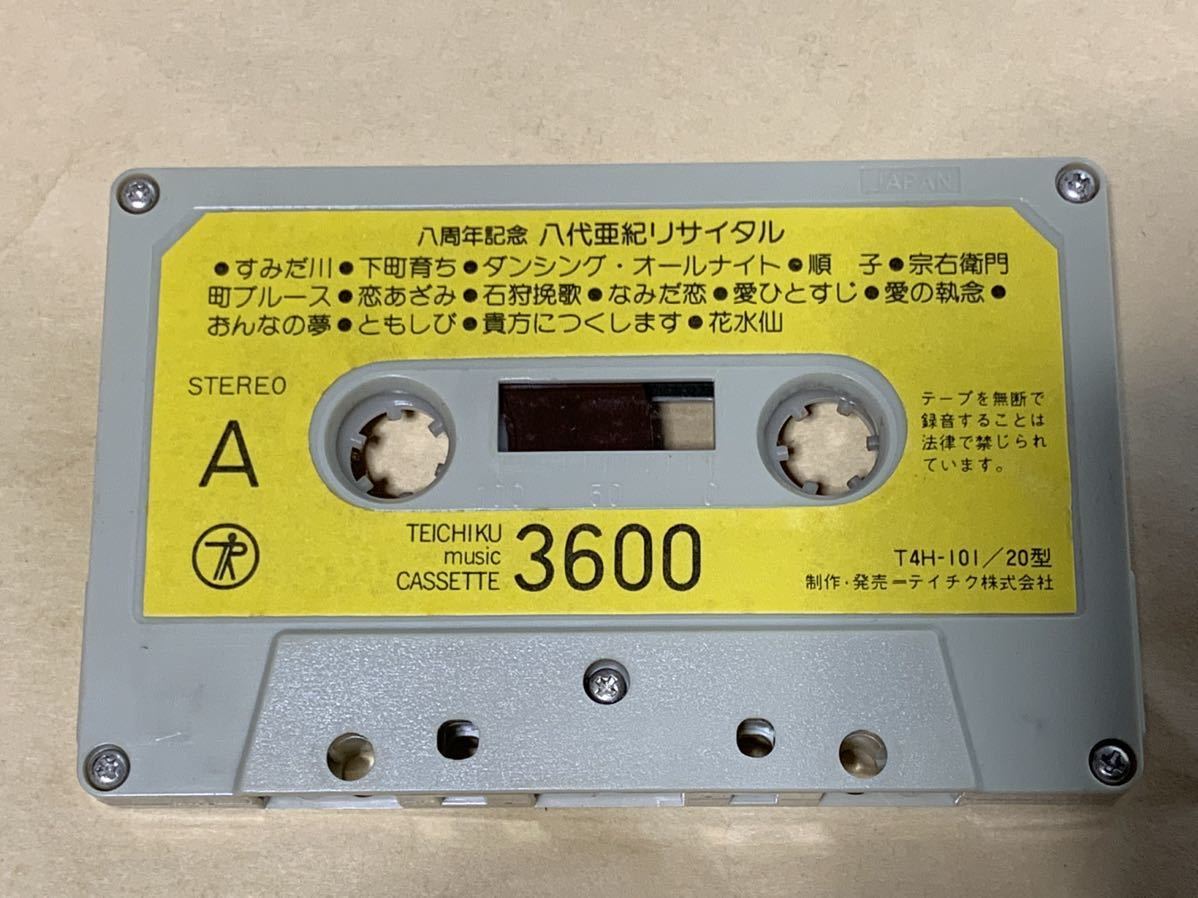 JAPAN
八周年記念 八代亜紀リサイタル
●すみだ川●下町育ち●ダンシング・オールナイト●順 子●宗右衛門
町ブルース●恋あざみ●石狩挽歌●なみだ恋●愛ひとすじ●愛の執念●
おんなの夢●ともしび●貴方につくします●花水仙
STEREO
A
テープを無断で
録音することは
法律で禁じられ
ています。
100 50 0
TEICHIKU
music
CASSETTE
3600
T4H-101/20型
制作・発売ーテイチク株式会社